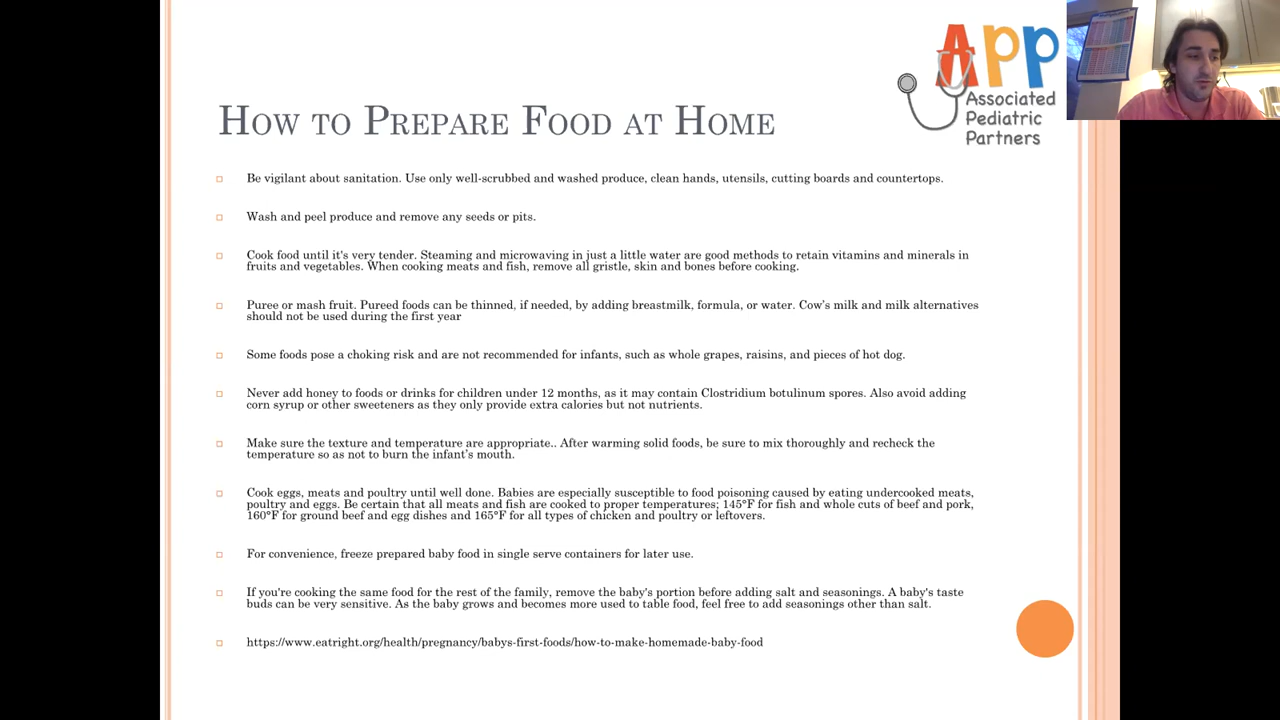 APP
Associated
Pediatric
Partners
How to Prepare Food at Home
Be vigilant about sanitation. Use only well-scrubbed and washed produce, clean hands, utensils, cutting boards and countertops.
Wash and peel produce and remove any seeds or pits.
Cook food until it's very tender. Steaming and microwaving in just a little water are good methods to retain vitamins and minerals in
fruits and vegetables. When cooking meats and fish, remove all gristle, skin and bones before cooking.
Puree or mash fruit. Pureed foods can be thinned, if needed, by adding breastmilk, formula, or water. Cow's milk and milk alternatives
should not be used during the first year
Some foods pose a choking risk and are not recommended for infants, such as whole grapes, raisins, and pieces of hot dog.
Never add honey to foods or drinks for children under 12 months, as it may contain Clostridium botulinum spores. Also avoid adding
corn syrup or other sweeteners as they only provide extra calories but not nutrients.
Make sure the texture and temperature are appropriate.. After warming solid foods, be sure to mix thoroughly and recheck the
temperature so as not to burn the infant's mouth.
Cook eggs, meats and poultry until well done. Babies are especially susceptible to food poisoning caused by eating undercooked meats,
poultry and eggs. Be certain that all meats and fish are cooked to proper temperatures; 145°F for fish and whole cuts of beef and pork,
160°F for ground beef and egg dishes and 165°F for all types of chicken and poultry or leftovers.
For convenience, freeze prepared baby food in single serve containers for later use.
If you're cooking the same food for the rest of the family, remove the baby's portion before adding salt and seasonings. A baby's taste
buds can be very sensitive. As the baby grows and becomes more used to table food, feel free to add seasonings other than salt.
https://www.eatright.org/health/pregnancy/babys-first-foods/how-to-make-homemade-baby-food